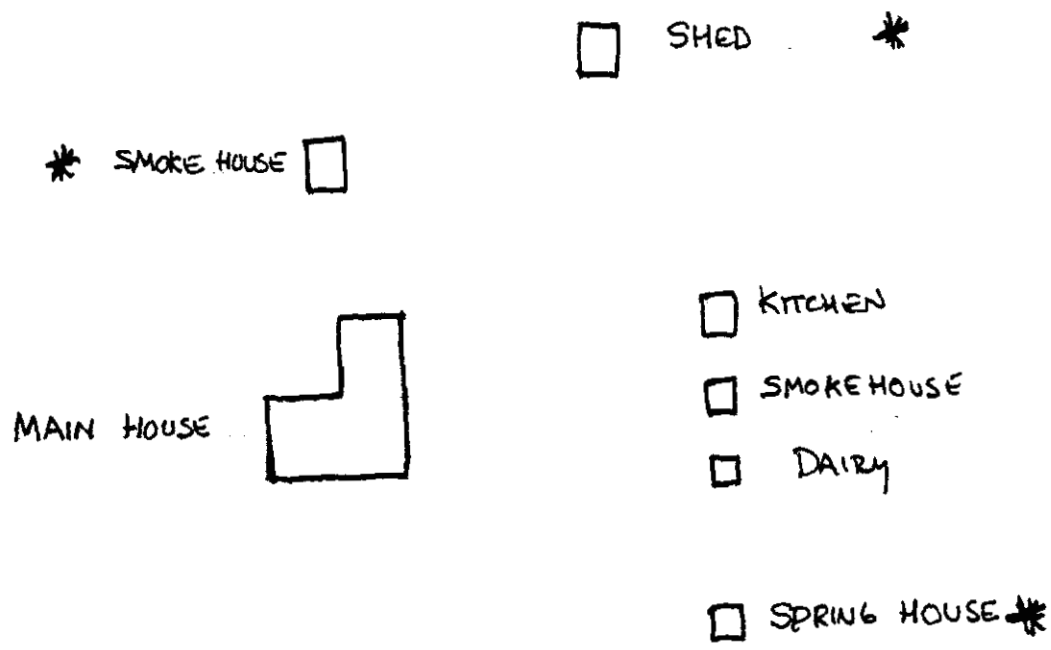 SHED *
* SMOKE HOUSE
KITCHEN
SMOKEHOUSE
MAIN HOUSE
DAIRY
SPRING HOUSE *